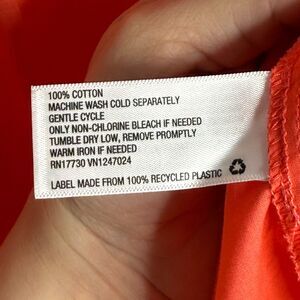 100% COTTON
MACHINE WASH COLD SEPARATELY
GENTLE CYCLE
ONLY NON-CHLORINE BLEACH IF NEEDED
TUMBLE DRY LOW, REMOVE PROMPTLY
WARM IRON IF NEEDED
RN17730 VN1247024
LABEL MADE FROM 100% RECYCLED PLASTIC